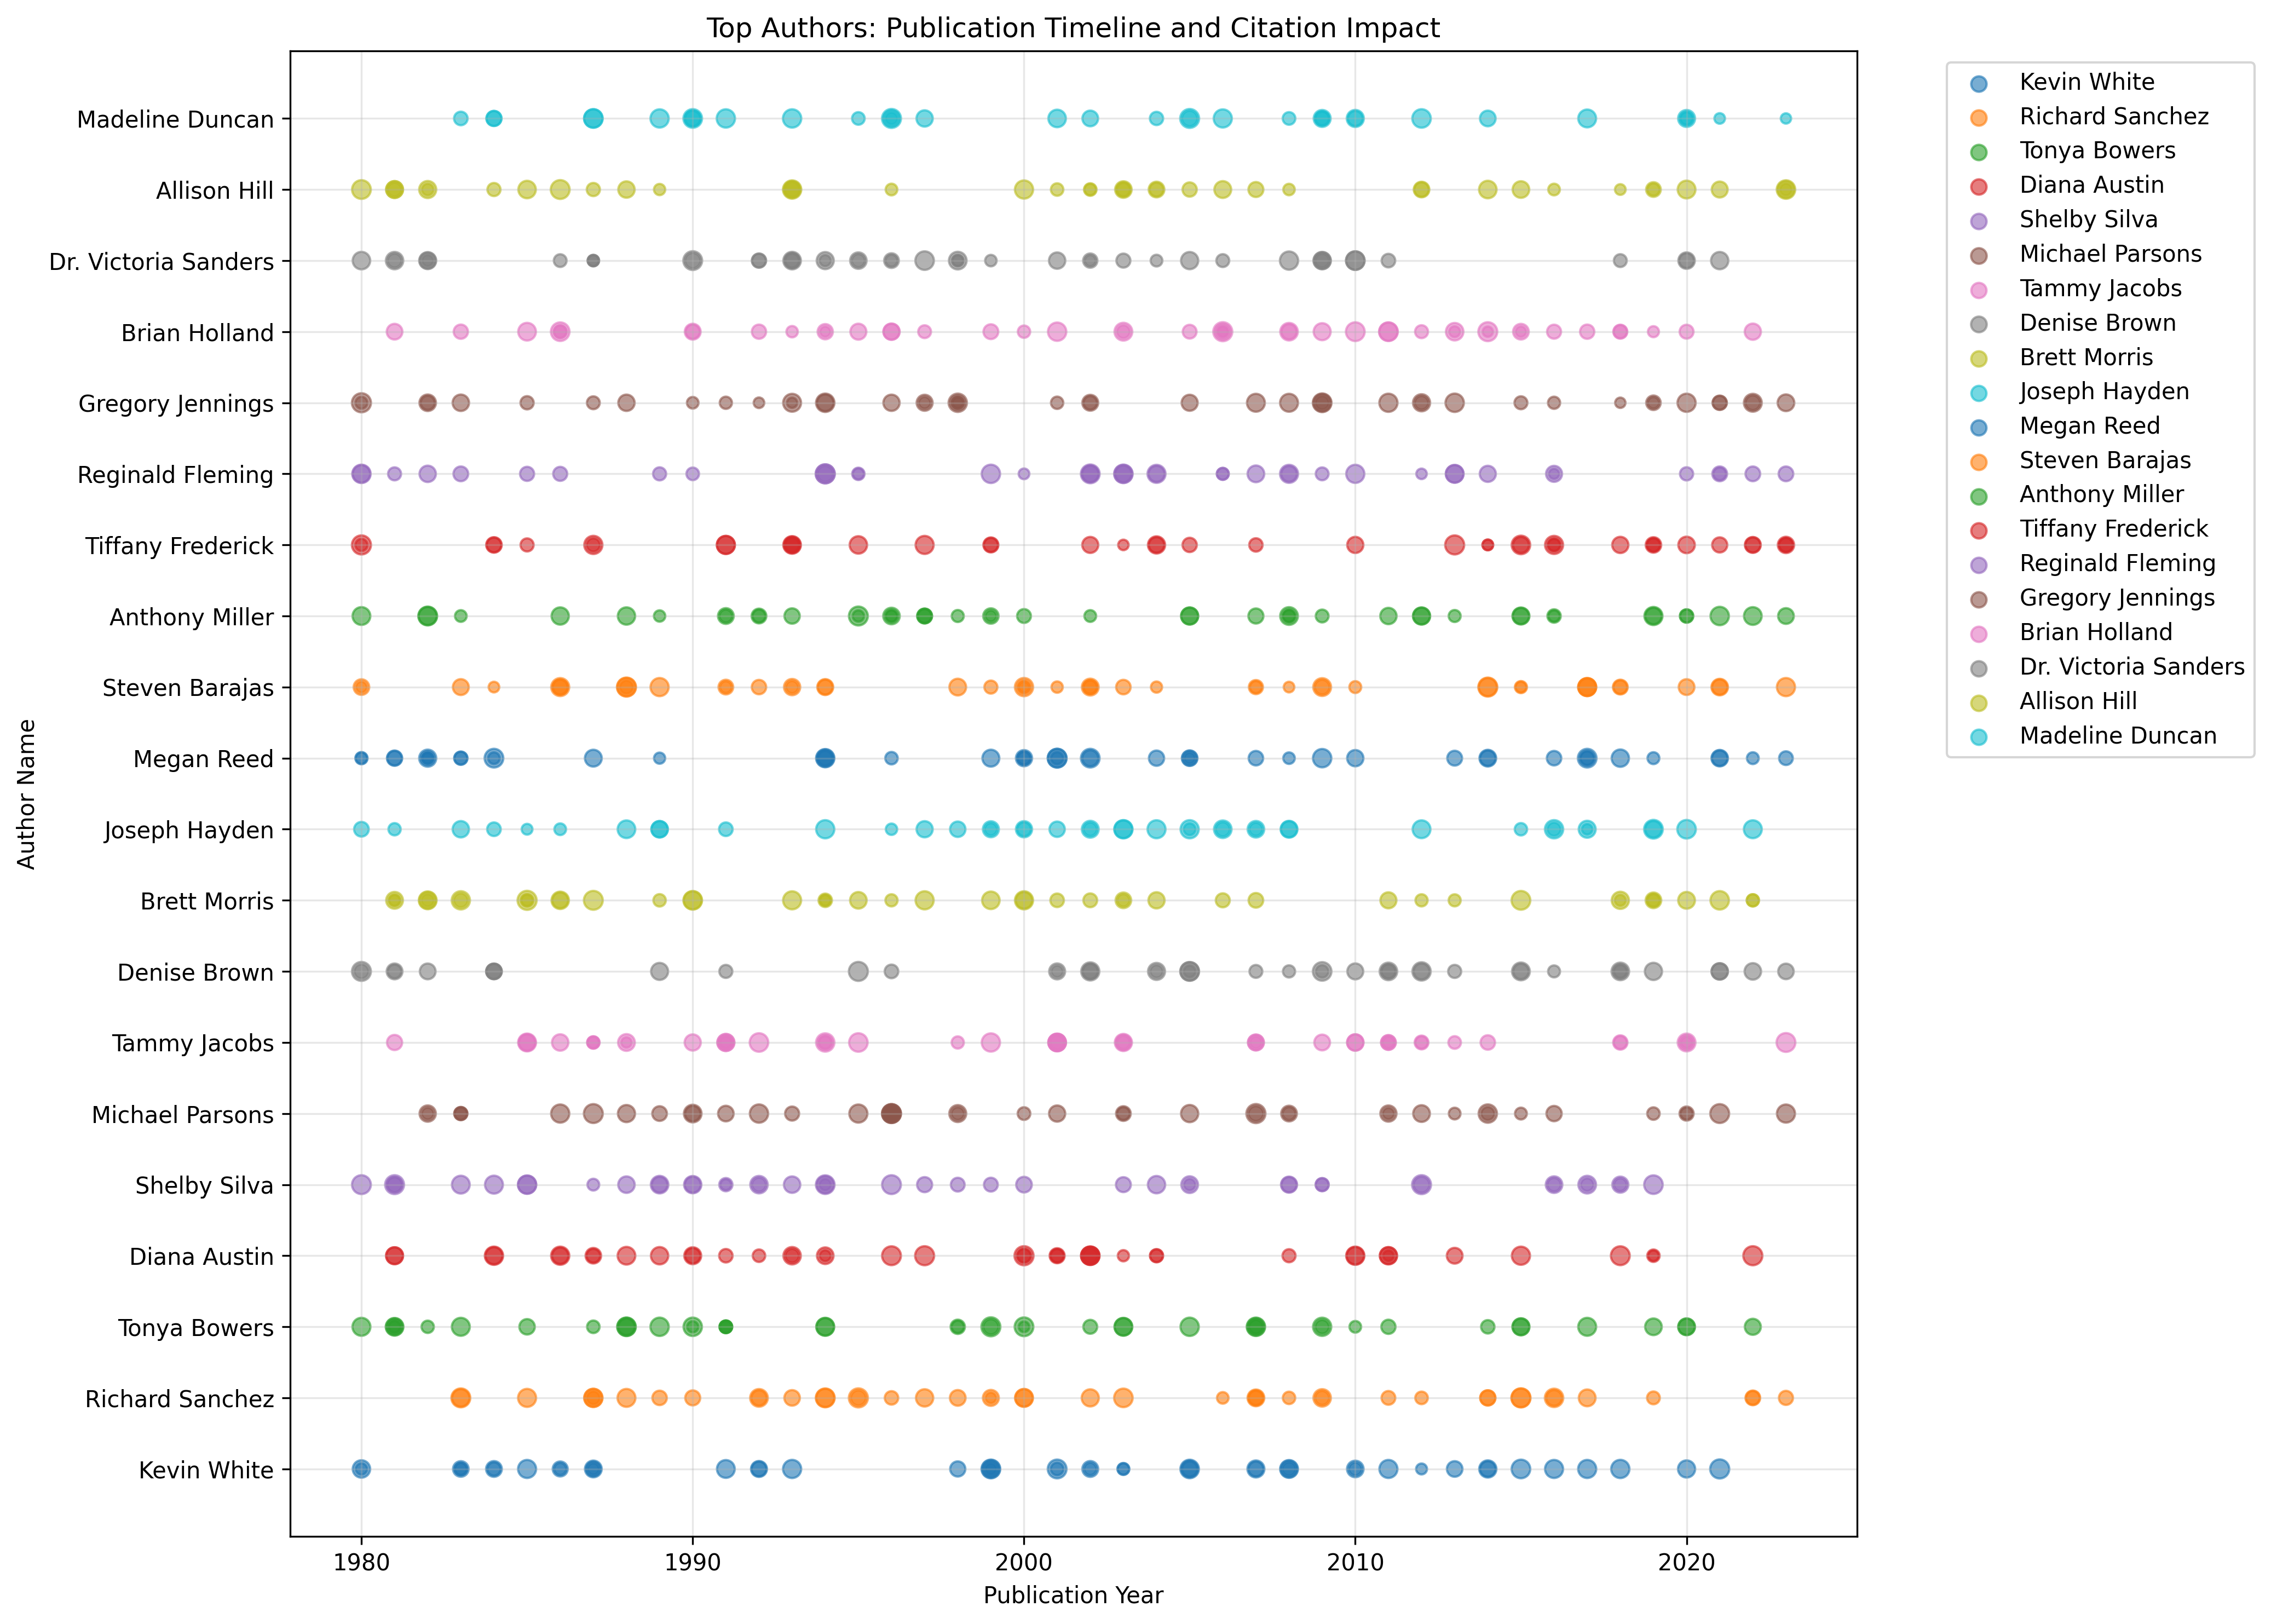 Top Authors: Publication Timeline and Citation Impact
Author Name
Madeline Duncan
Allison Hill
Dr. Victoria Sanders
Brian Holland
Gregory Jennings
Reginald Fleming
Tiffany Frederick
Anthony Miller
Steven Barajas
Megan Reed
Joseph Hayden
Brett Morris
Denise Brown
Tammy Jacobs
Michael Parsons
Shelby Silva
Diana Austin
Tonya Bowers
Richard Sanchez
Kevin White
1980
1990
2000
2010
2020
Publication Year
Kevin White
Richard Sanchez
Tonya Bowers
Diana Austin
Shelby Silva
Michael Parsons
Tammy Jacobs
Denise Brown
Brett Morris
Joseph Hayden
Megan Reed
Steven Barajas
Anthony Miller
Tiffany Frederick
Reginald Fleming
Gregory Jennings
Brian Holland
Dr. Victoria Sanders
Allison Hill
Madeline Duncan